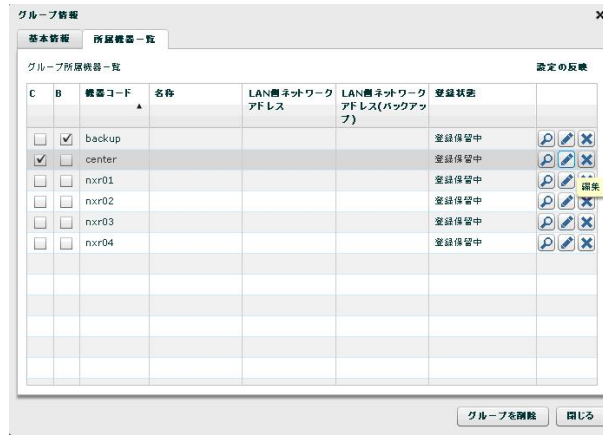 グループ情報
基本情報 所属機器一覧
グループ所属機器一覧 設定の反映
C B 機器コード 名称 LAN側ネットワークアドレス LAN側ネットワークアドレス(バックアップ) 登録状態
backup 登録保留中
center 登録保留中
nxr01 登録保留中
編集
nxr02 登録保留中
nxr03 登録保留中
nxr04 登録保留中
グループを削除 閉じる